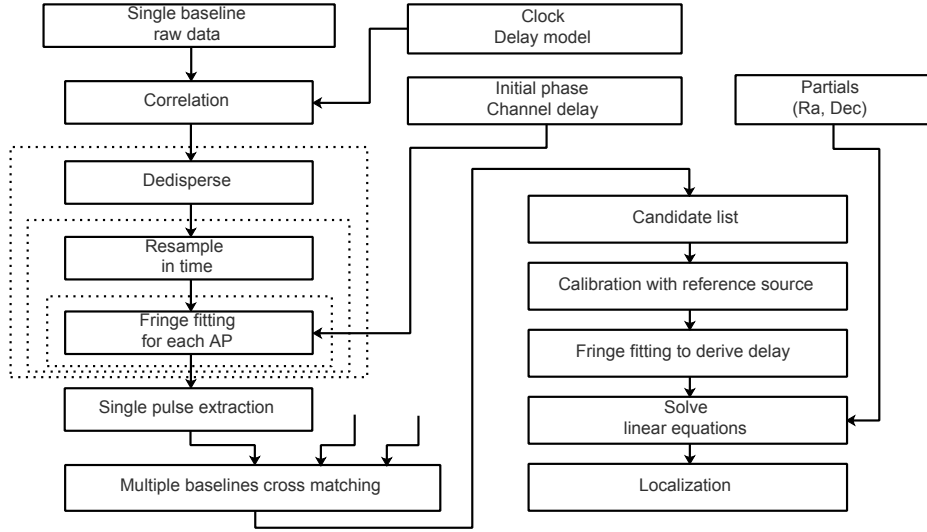 Single baseline
raw data
Clock
Delay model
Correlation
Initial phase
Channel delay
Partials
(Ra, Dec)
Dedisperse
Resample
in time
Fringe fitting
for each AP
Single pulse extraction
Multiple baselines cross matching
Candidate list
Calibration with reference source
Fringe fitting to derive delay
Solve
linear equations
Localization